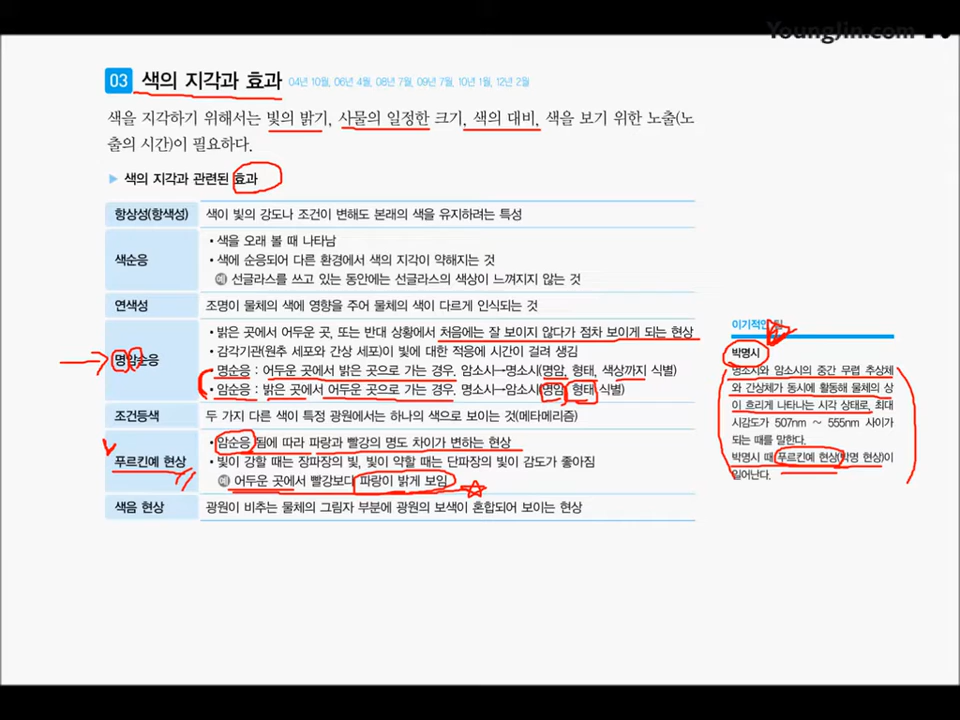 YoungJin.com
03 색의 지각과 효과 04년 10월, 06년 4월, 08년 7월, 09년 7월, 10년 1월, 12년 2월
색을 지각하기 위해서는 빛의 밝기, 사물의 일정한 크기, 색의 대비, 색을 보기 위한 노출(노
출의 시간)이 필요하다.
▶ 색의 지각과 관련된 효과
항상성(항색성) 색이 빛의 강도나 조건이 변해도 본래의 색을 유지하려는 특성
색순응
• 색을 오래 볼 때 나타남
• 색에 순응되어 다른 환경에서 색의 지각이 약해지는 것
예 선글라스를 쓰고 있는 동안에는 선글라스의 색상이 느껴지지 않는 것
연색성 조명이 물체의 색에 영향을 주어 물체의 색이 다르게 인식되는 것
명암순응
• 밝은 곳에서 어두운 곳, 또는 반대 상황에서 처음에는 잘 보이지 않다가 점차 보이게 되는 현상
• 감각기관(원추 세포와 간상 세포)이 빛에 대한 적응에 시간이 걸려 생김
• 명순응 : 어두운 곳에서 밝은 곳으로 가는 경우. 암소시→명소시(명암, 형태, 색상까지 식별)
• 암순응 : 밝은 곳에서 어두운 곳으로 가는 경우. 명소시→암소시(명암, 형태 식별)
조건등색 두 가지 다른 색이 특정 광원에서는 하나의 색으로 보이는 것(메타메리즘)
푸르킨예 현상
• 암순응 됨에 따라 파랑과 빨강의 명도 차이가 변하는 현상
• 빛이 강할 때는 장파장의 빛, 빛이 약할 때는 단파장의 빛이 감도가 좋아짐
예 어두운 곳에서 빨강보다 파랑이 밝게 보임
색음 현상 광원이 비추는 물체의 그림자 부분에 광원의 보색이 혼합되어 보이는 현상
이기적인 팁
박명시
명소시와 암소시의 중간 무렵 추상체
와 간상체가 동시에 활동해 물체의 상
이 흐리게 나타나는 시각 상태로, 최대
시감도가 507nm ~ 555nm 사이가
되는 때를 말한다.
박명시 때 푸르킨예 현상(박명 현상)이
일어난다.